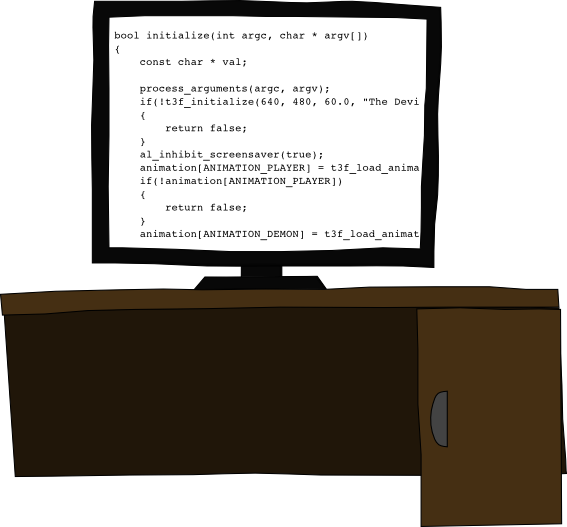 bool initialize(int argc, char * argv[])
{
    const char * val;

    process_arguments(argc, argv);
    if(!t3f_initialize(640, 480, 60.0, "The Devi
    {
        return false;
    }
    al_inhibit_screensaver(true);
    animation[ANIMATION_PLAYER] = t3f_load_anima
    if(!animation[ANIMATION_PLAYER])
    {
        return false;
    }
    animation[ANIMATION_DEMON] = t3f_load_animat